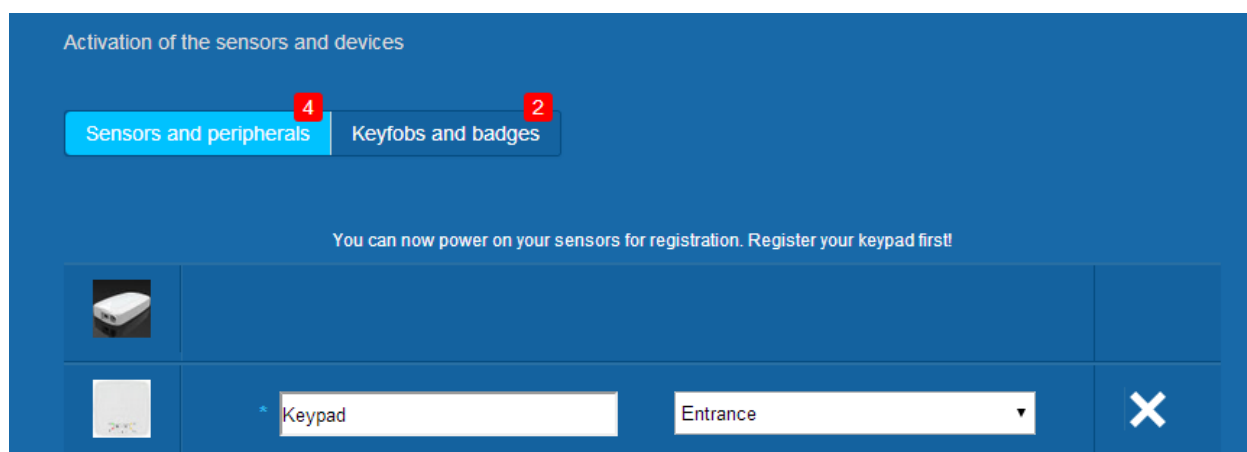 Activation of the sensors and devices
4
2
Sensors and peripherals
Keyfobs and badges
You can now power on your sensors for registration. Register your keypad first!
* Keypad
Entrance